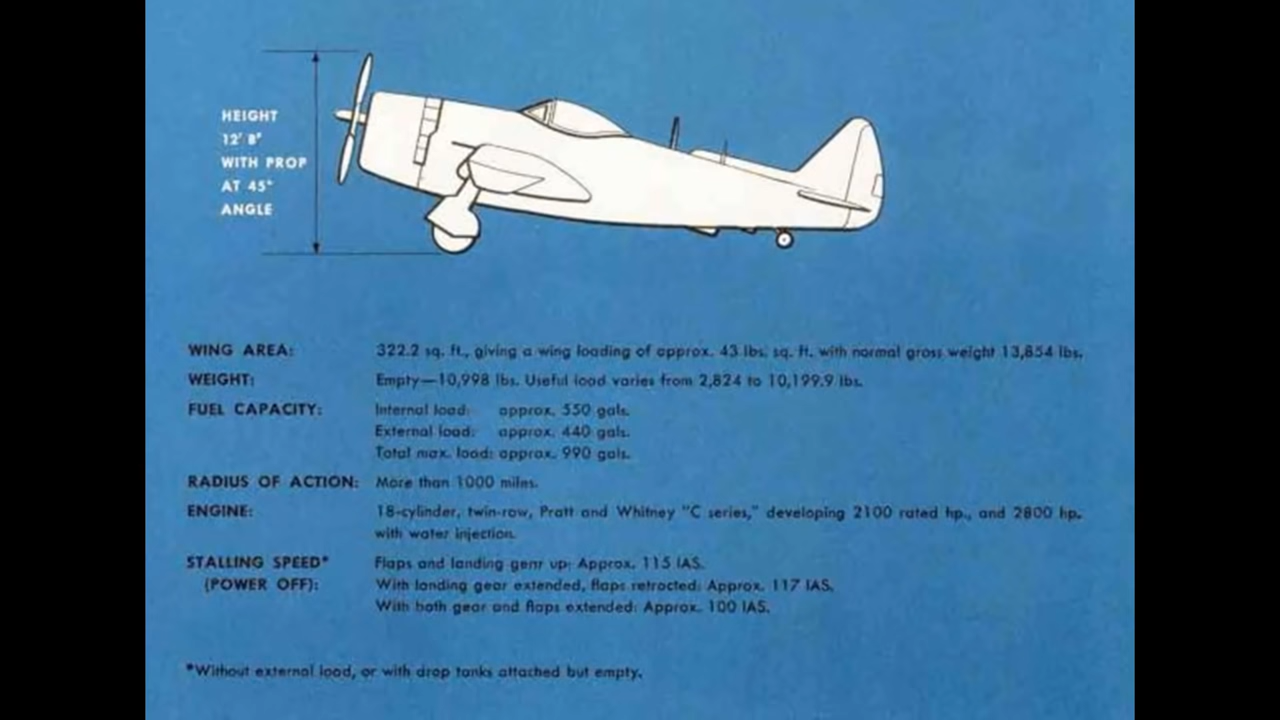 HEIGHT
12' 8"
WITH PROP
AT 45°
ANGLE
WING AREA: 322.2 sq. ft., giving a wing loading of approx. 43 lbs. sq. ft. with normal gross weight 13,854 lbs.
WEIGHT: Empty—10,998 lbs. Useful load varies from 2,824 to 10,199.9 lbs.
FUEL CAPACITY: Internal load: approx. 550 gals.
External load: approx. 440 gals.
Total max. load: approx. 990 gals.
RADIUS OF ACTION: More than 1000 miles.
ENGINE: 18-cylinder, twin-row, Pratt and Whitney "C series," developing 2100 rated hp., and 2800 hp.
with water injection.
STALLING SPEED* Flaps and landing gear up: Approx. 115 IAS.
(POWER OFF): With landing gear extended, flaps retracted: Approx. 117 IAS.
With both gear and flaps extended: Approx. 100 IAS.
*Without external load, or with drop tanks attached but empty.